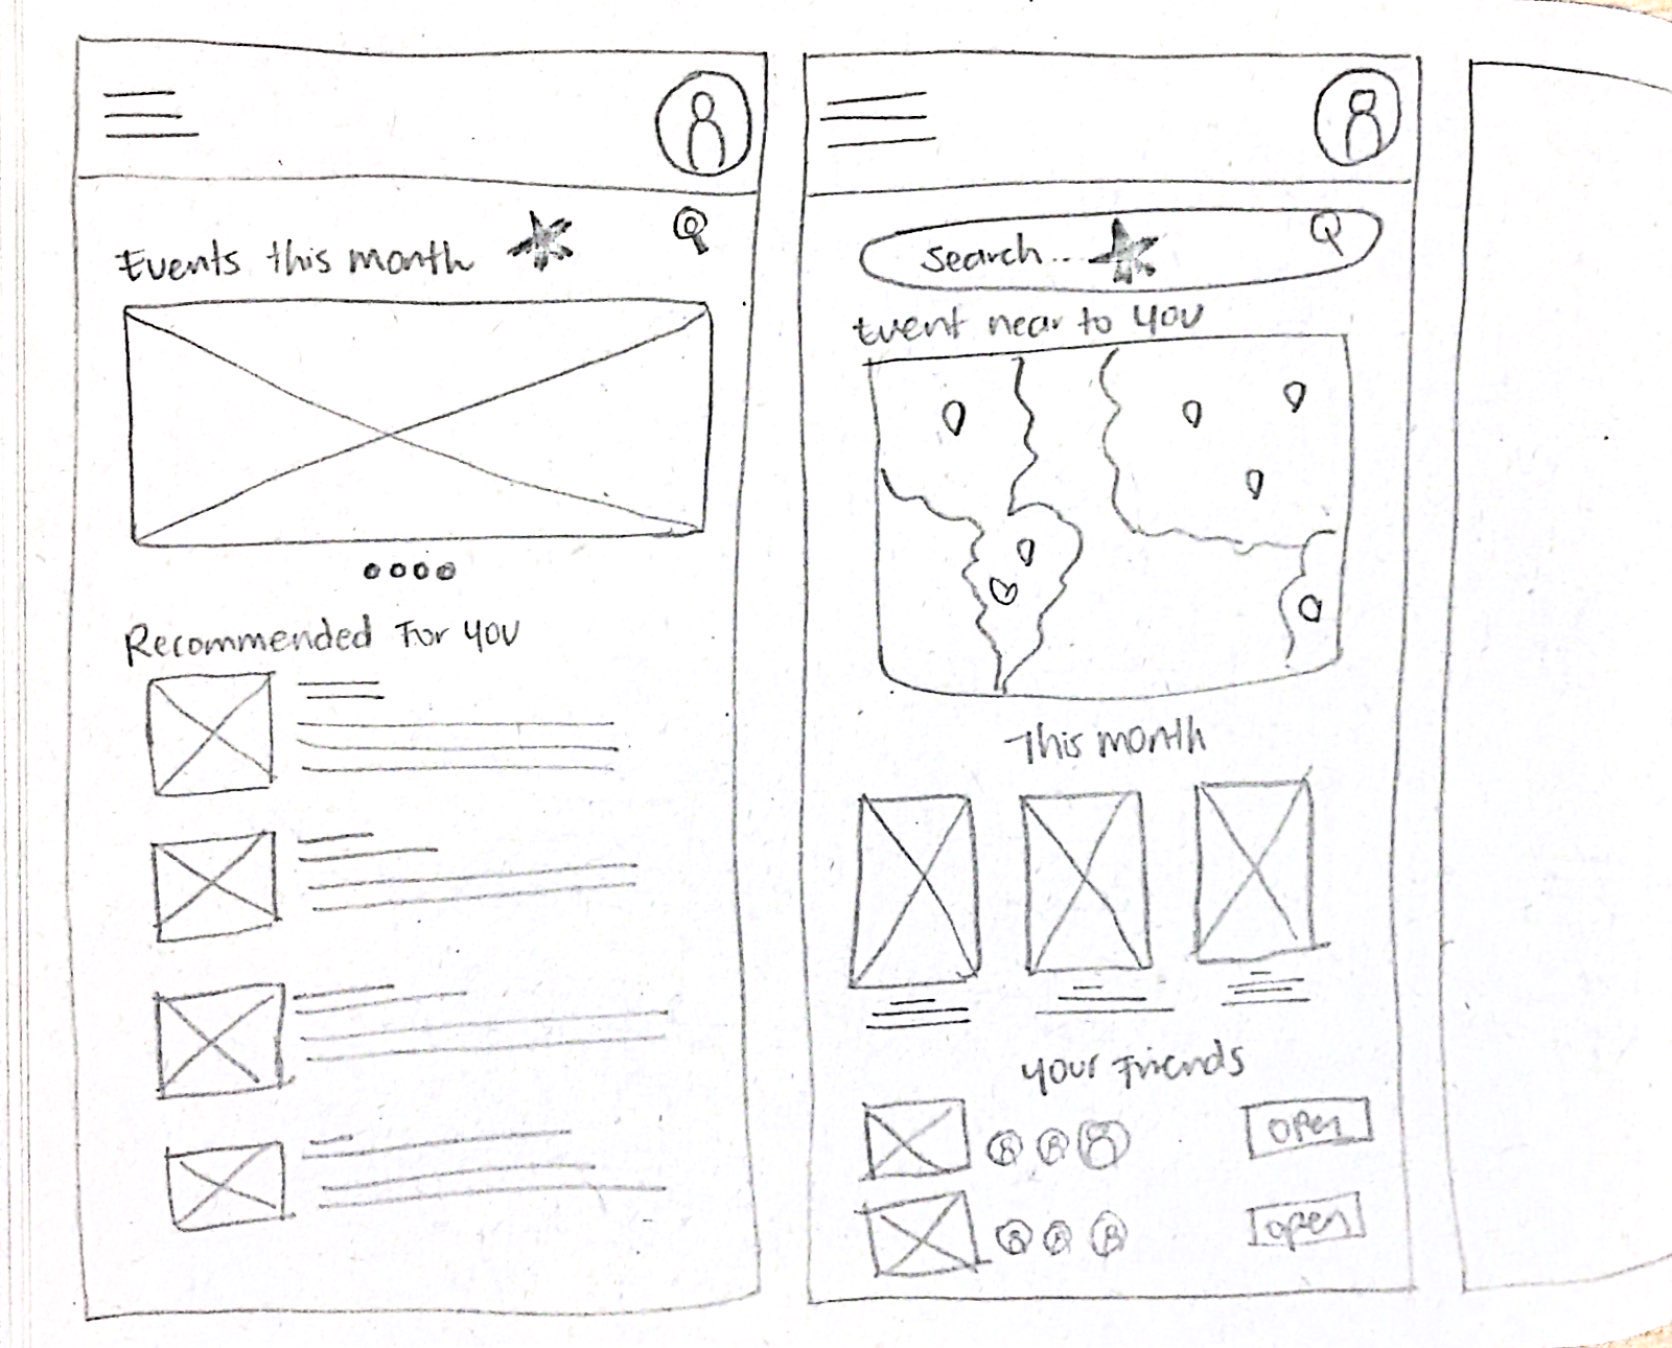 Events this month
Recommended For you
Search...
Event near to you
This month
your Friends
open
open